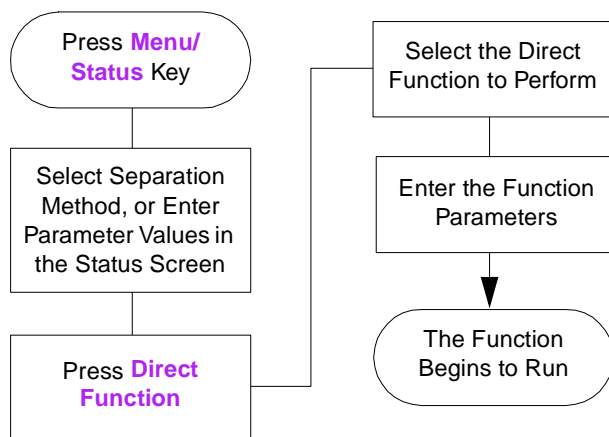 Press Menu/
Status Key
Select Separation
Method, or Enter
Parameter Values in
the Status Screen
Press Direct
Function
Select the Direct
Function to Perform
Enter the Function
Parameters
The Function
Begins to Run